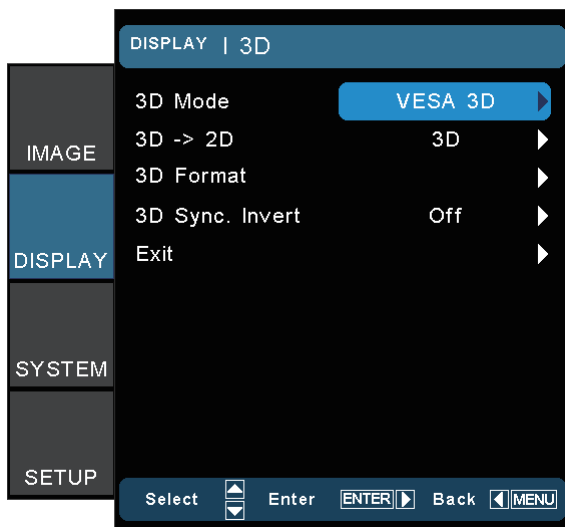 DISPLAY | 3D
IMAGE
DISPLAY
SYSTEM
SETUP
3D Mode VESA 3D
3D -> 2D 3D
3D Format
3D Sync. Invert Off
Exit
Select Enter ENTER Back MENU